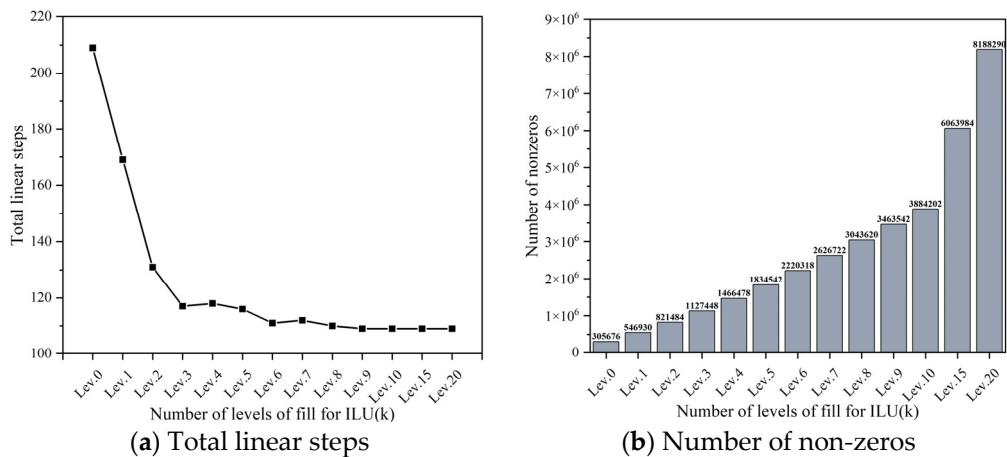 220
200
180
160
140
120
100
Total linear steps
Lev.0
Lev.1
Lev.2
Lev.3
Lev.4
Lev.5
Lev.6
Lev.7
Lev.8
Lev.9
Lev.10
Lev.15
Lev.20
Number of levels of fill for ILU(k)
(a) Total linear steps
9×10⁶
8×10⁶
7×10⁶
6×10⁶
5×10⁶
4×10⁶
3×10⁶
2×10⁶
1×10⁶
0
Number of nonzeros
305676
546930
821484
1127448
1466478
1834542
2220318
2626722
3043620
3463542
3884202
6063984
8188290
Lev.0
Lev.1
Lev.2
Lev.3
Lev.4
Lev.5
Lev.6
Lev.7
Lev.8
Lev.9
Lev.10
Lev.15
Lev.20
Number of levels of fill for ILU(k)
(b) Number of non-zeros